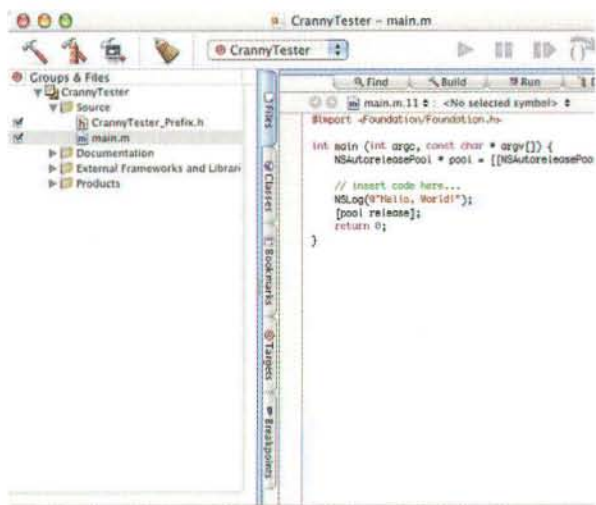 CrannyTester - main.m
CrannyTester
Groups & Files
CrannyTester
Source
CrannyTester_Prefix.h
main.m
Documentation
External Frameworks and Librari
Products
Files
Classes
Bookmarks
Targets
Breakpoints
Find
Build
Run
main.m:11 : <No selected symbol>
#import <Foundation/Foundation.h>
int main (int argc, const char * argv[]) {
NSAutoreleasePool * pool = [[NSAutoreleasePoo
// insert code here...
NSLog(@"Hello, World!");
[pool release];
return 0;
}